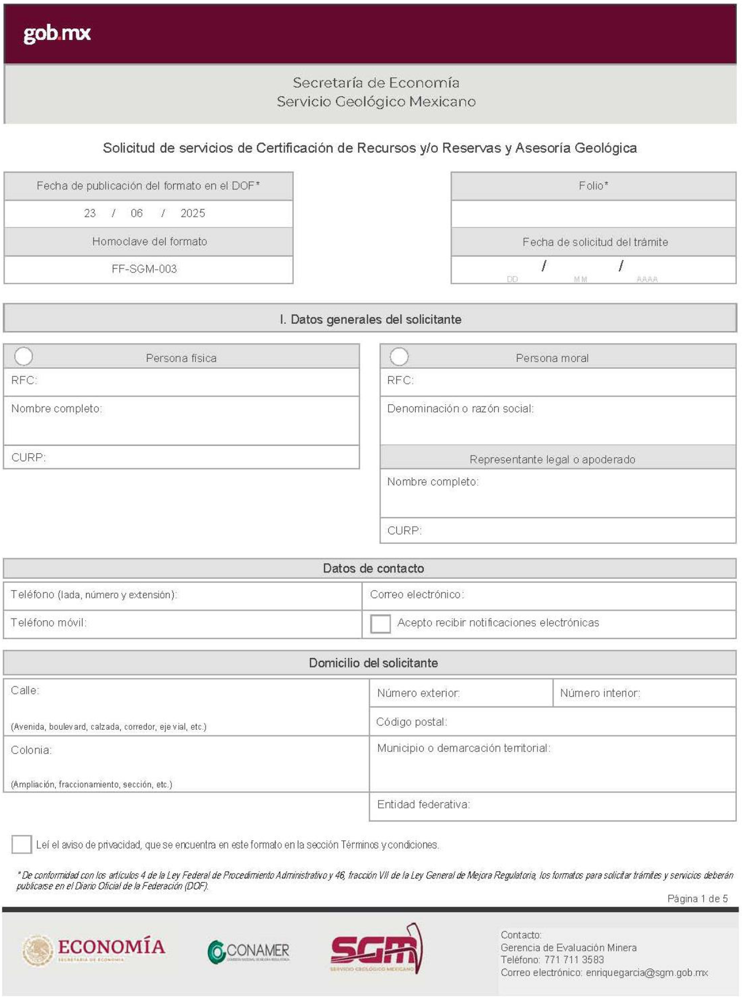 gob.mx
Secretaría de Economía
Servicio Geológico Mexicano
Solicitud de servicios de Certificación de Recursos y/o Reservas y Asesoría Geológica
Fecha de publicación del formato en el DOF*
23 / 06 / 2025
Homoclave del formato
FF-SGM-003
Folio*
Fecha de solicitud del trámite
/ /
DD MM AAAA
I. Datos generales del solicitante
Persona física
RFC:
Nombre completo:
CURP:
Persona moral
RFC:
Denominación o razón social:
Representante legal o apoderado
Nombre completo:
CURP:
Datos de contacto
Teléfono (lada, número y extensión):
Correo electrónico:
Teléfono móvil:
Acepto recibir notificaciones electrónicas
Domicilio del solicitante
Calle:
(Avenida, boulevard, calzada, corredor, eje vial, etc.)
Número exterior:
Número interior:
Código postal:
Colonia:
(Ampliación, fraccionamiento, sección, etc.)
Municipio o demarcación territorial:
Entidad federativa:
Leí el aviso de privacidad, que se encuentra en este formato en la sección Términos y condiciones.
* De conformidad con los artículos 4 de la Ley Federal de Procedimiento Administrativo y 46, fracción VII de la Ley General de Mejora Regulatoria, los formatos para solicitar trámites y servicios deberán
publicarse en el Diario Oficial de la Federación (DOF).
Página 1 de 5
ECONOMÍA
SECRETARÍA DE ECONOMÍA
CONAMER
COMISIÓN NACIONAL DE MEJORA REGULATORIA
SGM
SERVICIO GEOLÓGICO MEXICANO
Contacto:
Gerencia de Evaluación Minera
Teléfono: 771 711 3583
Correo electrónico: enriquegarcia@sgm.gob.mx